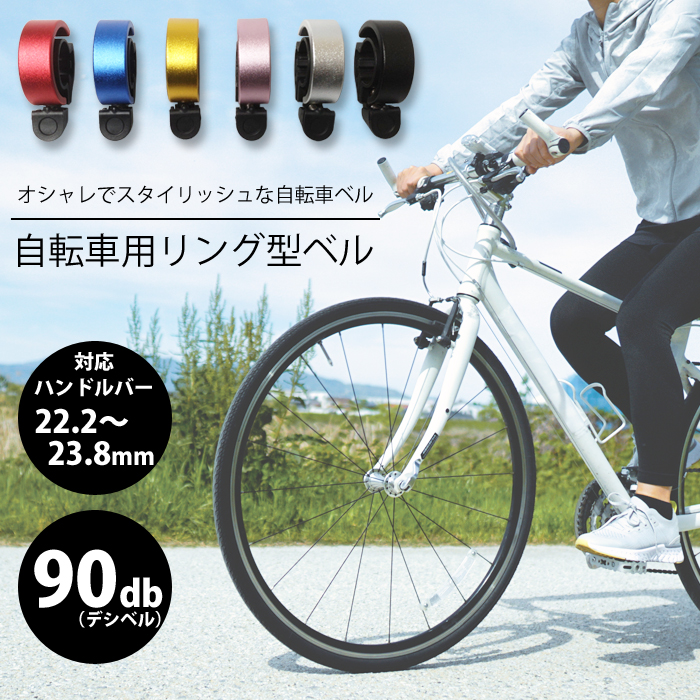 オシャレでスタイリッシュな自転車ベル
自転車用リング型ベル
対応
ハンドルバー
22.2〜
23.8mm
90db
（デシベル）